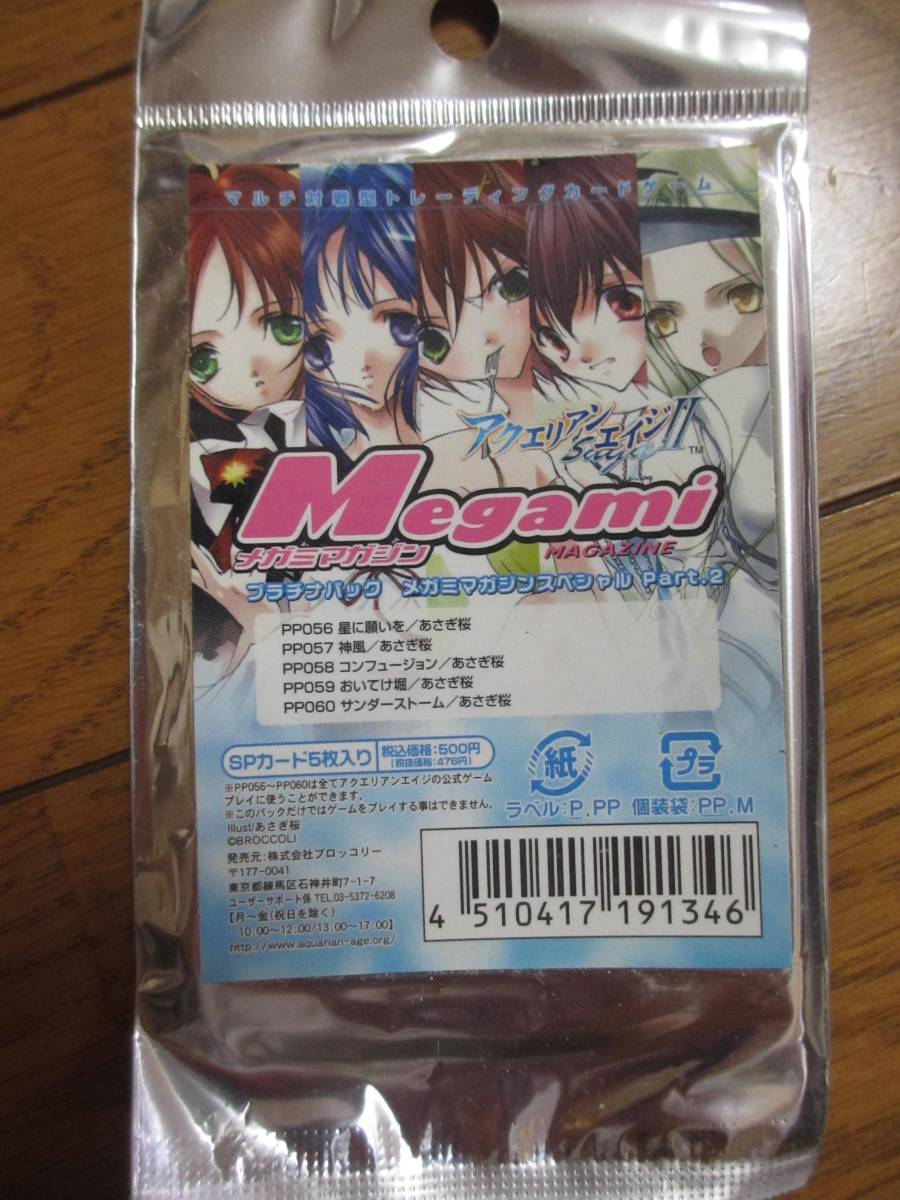 マルチ対戦型トレーディングカードゲーム
アクエリアンエイジ Saga II ™
Megami
メガミマガジン MAGAZINE
プラチナパック メガミマガジンスペシャル Part.2
PP056 星に願いを/あさぎ桜
PP057 神風/あさぎ桜
PP058 コンフュージョン/あさぎ桜
PP059 おいてけ堀/あさぎ桜
PP060 サンダーストーム/あさぎ桜
SPカード5枚入り 税込価格:500円
(税抜価格:476円)
※PP056~PP060は全てアクエリアンエイジの公式ゲーム
プレイに使うことができます。
※このパックだけではゲームをプレイする事はできません。
Illust/あさぎ桜
©BROCCOLI
発売元:株式会社ブロッコリー
〒177-0041
東京都練馬区石神井町7-1-7
ユーザーサポート係 TEL.03-5372-6208
【月~金(祝日を除く)
10:00~12:00/13:00~17:00】
http://www.aquarian-age.org/
紙 プラ
ラベル:P,PP 個装袋:PP,M
4 510417 191346